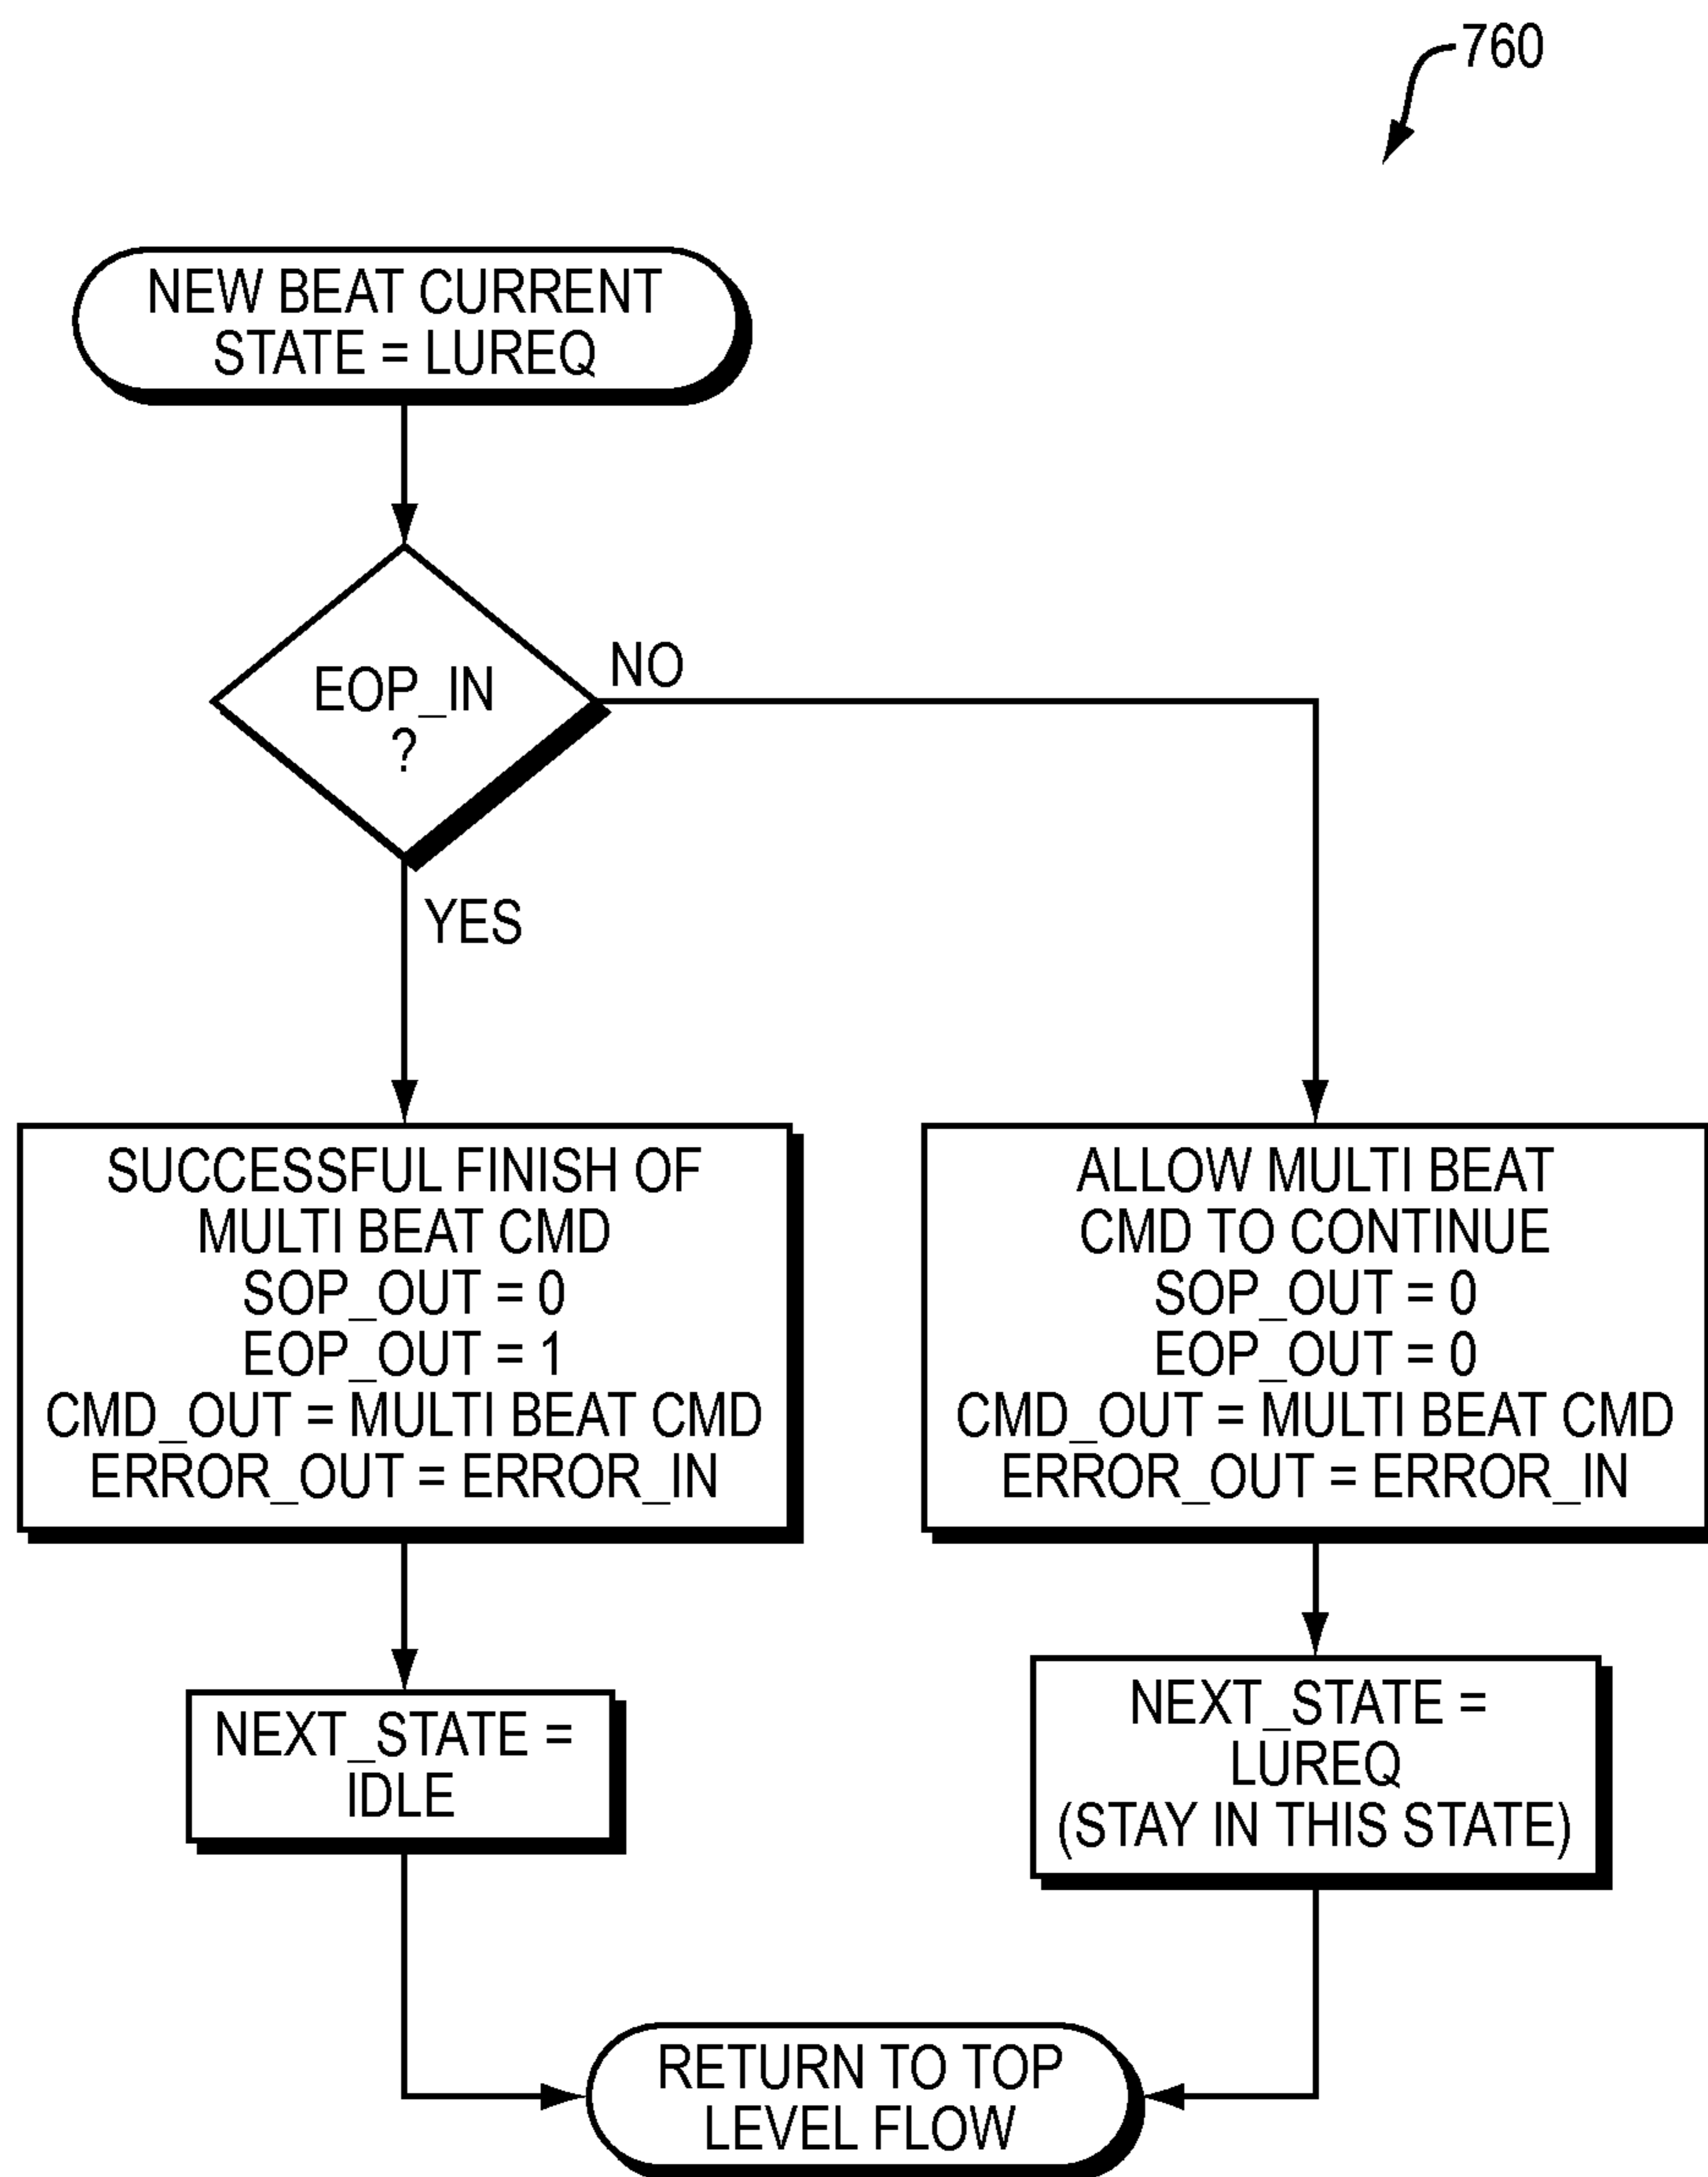 760
NEW BEAT CURRENT
STATE = LUREQ
EOP_IN
?
NO
YES
SUCCESSFUL FINISH OF
MULTI BEAT CMD
SOP_OUT = 0
EOP_OUT = 1
CMD_OUT = MULTI BEAT CMD
ERROR_OUT = ERROR_IN
ALLOW MULTI BEAT
CMD TO CONTINUE
SOP_OUT = 0
EOP_OUT = 0
CMD_OUT = MULTI BEAT CMD
ERROR_OUT = ERROR_IN
NEXT_STATE =
IDLE
NEXT_STATE =
LUREQ
(STAY IN THIS STATE)
RETURN TO TOP
LEVEL FLOW